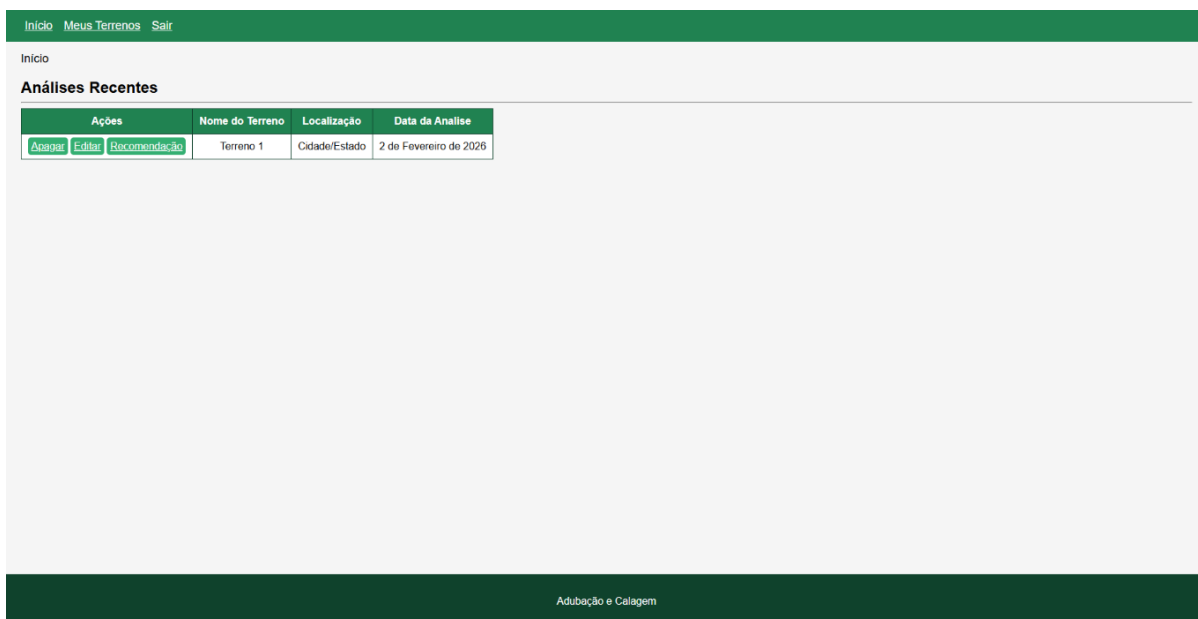 Início Meus Terrenos Sair
Início
Análises Recentes
Ações Nome do Terreno Localização Data da Analise
Apagar Editar Recomendação Terreno 1 Cidade/Estado 2 de Fevereiro de 2026
Adubação e Calagem